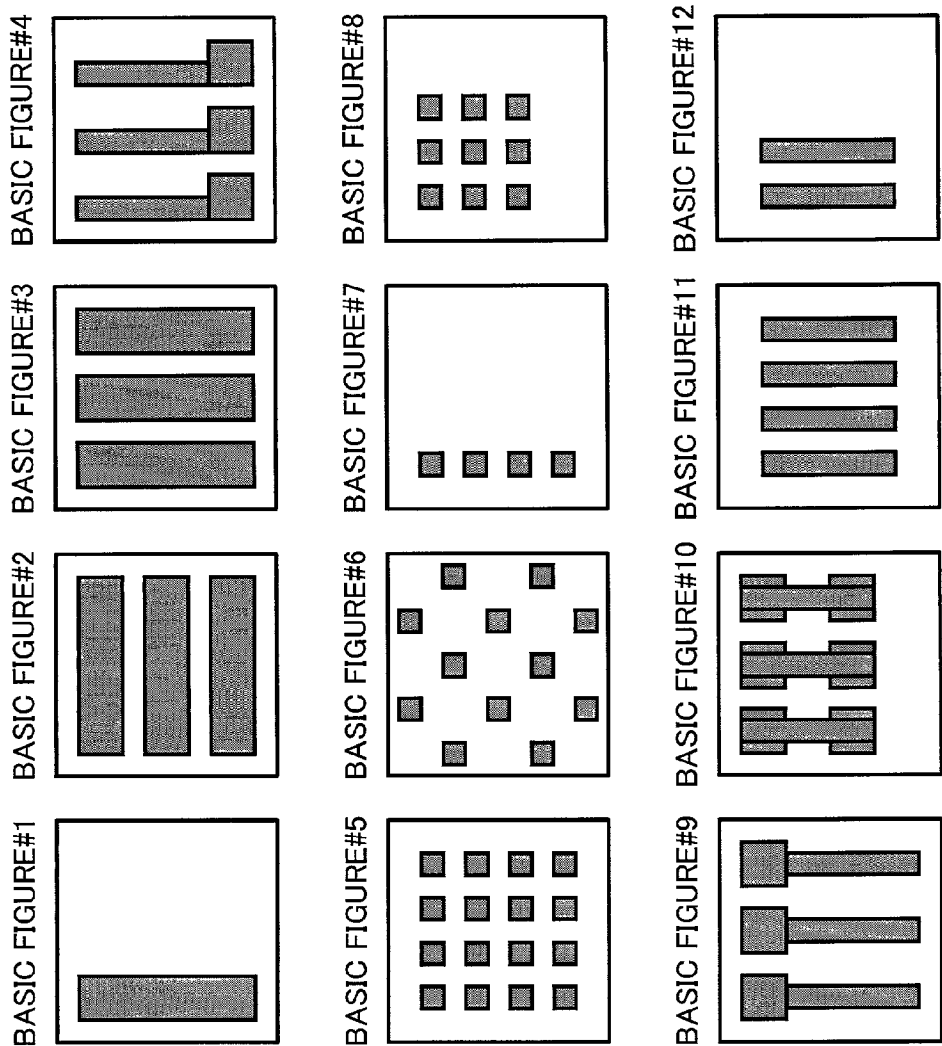 BASIC FIGURE#1
BASIC FIGURE#2
BASIC FIGURE#3
BASIC FIGURE#4
BASIC FIGURE#5
BASIC FIGURE#6
BASIC FIGURE#7
BASIC FIGURE#8
BASIC FIGURE#9
BASIC FIGURE#10
BASIC FIGURE#11
BASIC FIGURE#12